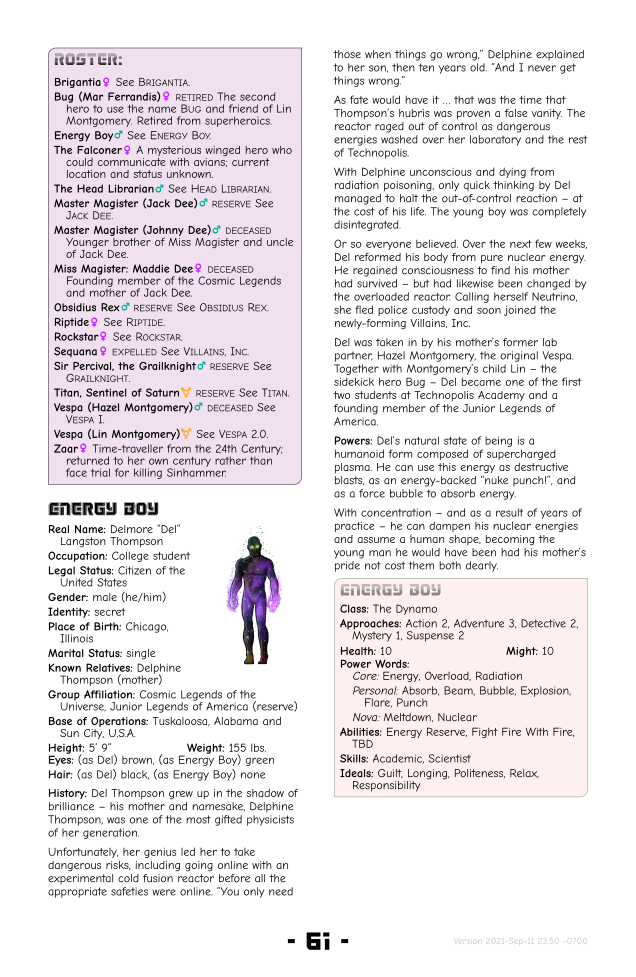 ROSTER:
Brigantia♀ See BRIGANTIA.
Bug (Mar Ferrandis)♀ RETIRED The second
hero to use the name BUG and friend of Lin
Montgomery. Retired from superheroics.
Energy Boy♂ See ENERGY BOY.
The Falconer♀ A mysterious winged hero who
could communicate with avians; current
location and status unknown.
The Head Librarian♂ See HEAD LIBRARIAN.
Master Magister (Jack Dee)♂ RESERVE See
JACK DEE.
Master Magister (Johnny Dee)♂ DECEASED
Younger brother of Miss Magister and uncle
of Jack Dee.
Miss Magister: Maddie Dee♀ DECEASED
Founding member of the Cosmic Legends
and mother of Jack Dee.
Obsidius Rex♂ RESERVE See OBSIDIUS REX.
Riptide♀ See RIPTIDE.
Rockstar♀ See ROCKSTAR.
Sequana♀ EXPELLED See VILLAINS, INC.
Sir Percival, the Grailknight♂ RESERVE See
GRAILKNIGHT.
Titan, Sentinel of Saturn⚧ RESERVE See TITAN.
Vespa (Hazel Montgomery)♂ DECEASED See
VESPA I.
Vespa (Lin Montgomery)⚧ See VESPA 2.0.
Zaar♀ Time-traveller from the 24th Century;
returned to her own century rather than
face trial for killing Sinhammer.
ENERGY BOY
Real Name: Delmore “Del”
Langston Thompson
Occupation: College student
Legal Status: Citizen of the
United States
Gender: male (he/him)
Identity: secret
Place of Birth: Chicago,
Illinois
Marital Status: single
Known Relatives: Delphine
Thompson (mother)
Group Affiliation: Cosmic Legends of the
Universe, Junior Legends of America (reserve)
Base of Operations: Tuskaloosa, Alabama and
Sun City, U.S.A.
Height: 5’ 9” Weight: 155 lbs.
Eyes: (as Del) brown, (as Energy Boy) green
Hair: (as Del) black, (as Energy Boy) none
History: Del Thompson grew up in the shadow of
brilliance – his mother and namesake, Delphine
Thompson, was one of the most gifted physicists
of her generation.
Unfortunately, her genius led her to take
dangerous risks, including going online with an
experimental cold fusion reactor before all the
appropriate safeties were online. “You only need
those when things go wrong,” Delphine explained
to her son, then ten years old. “And I never get
things wrong.”
As fate would have it ... that was the time that
Thompson’s hubris was proven a false vanity. The
reactor raged out of control as dangerous
energies washed over her laboratory and the rest
of Technopolis.
With Delphine unconscious and dying from
radiation poisoning, only quick thinking by Del
managed to halt the out-of-control reaction – at
the cost of his life. The young boy was completely
disintegrated.
Or so everyone believed. Over the next few weeks,
Del reformed his body from pure nuclear energy.
He regained consciousness to find his mother
had survived – but had likewise been changed by
the overloaded reactor. Calling herself Neutrino,
she fled police custody and soon joined the
newly-forming Villains, Inc.
Del was taken in by his mother’s former lab
partner, Hazel Montgomery, the original Vespa.
Together with Montgomery’s child Lin – the
sidekick hero Bug – Del became one of the first
two students at Technopolis Academy and a
founding member of the Junior Legends of
America.
Powers: Del’s natural state of being is a
humanoid form composed of supercharged
plasma. He can use this energy as destructive
blasts, as an energy-backed “nuke punch!”, and
as a force bubble to absorb energy.
With concentration – and as a result of years of
practice – he can dampen his nuclear energies
and assume a human shape, becoming the
young man he would have been had his mother’s
pride not cost them both dearly.
ENERGY BOY
Class: The Dynamo
Approaches: Action 2, Adventure 3, Detective 2,
Mystery 1, Suspense 2
Health: 10 Might: 10
Power Words:
Core: Energy, Overload, Radiation
Personal: Absorb, Beam, Bubble, Explosion,
Flare, Punch
Nova: Meltdown, Nuclear
Abilities: Energy Reserve, Fight Fire With Fire,
TBD
Skills: Academic, Scientist
Ideals: Guilt, Longing, Politeness, Relax,
Responsibility
- 61 -
Version 2021-Sep-11 23:50 -0700